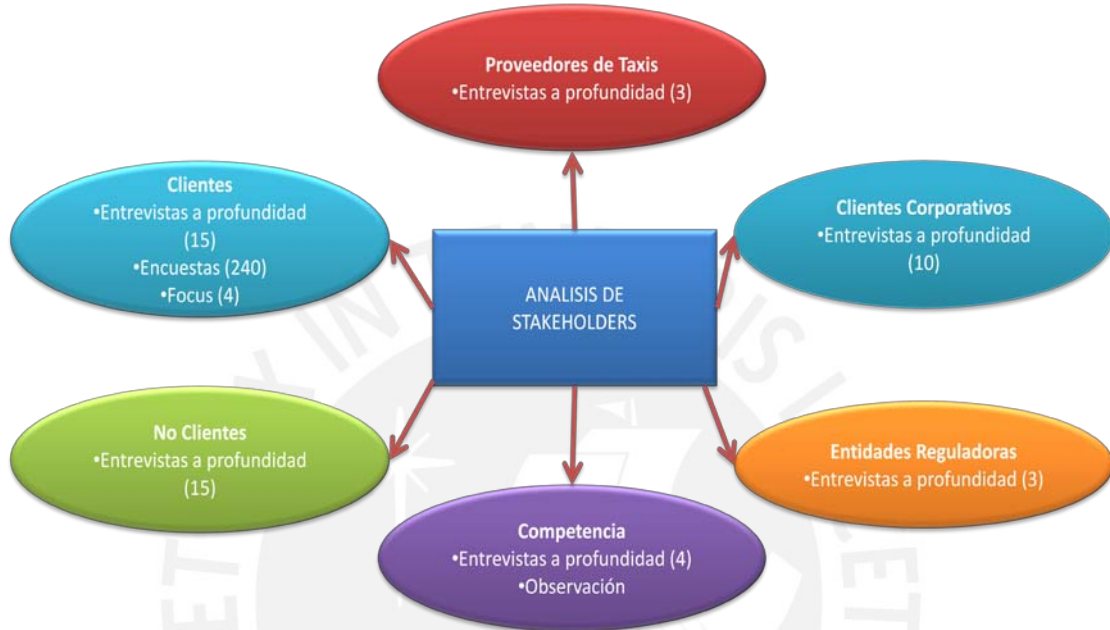 Proveedores de Taxis
•Entrevistas a profundidad (3)
Clientes
•Entrevistas a profundidad
(15)
•Encuestas (240)
•Focus (4)
Clientes Corporativos
•Entrevistas a profundidad
(10)
ANALISIS DE
STAKEHOLDERS
No Clientes
•Entrevistas a profundidad
(15)
Entidades Reguladoras
•Entrevistas a profundidad (3)
Competencia
•Entrevistas a profundidad (4)
•Observación